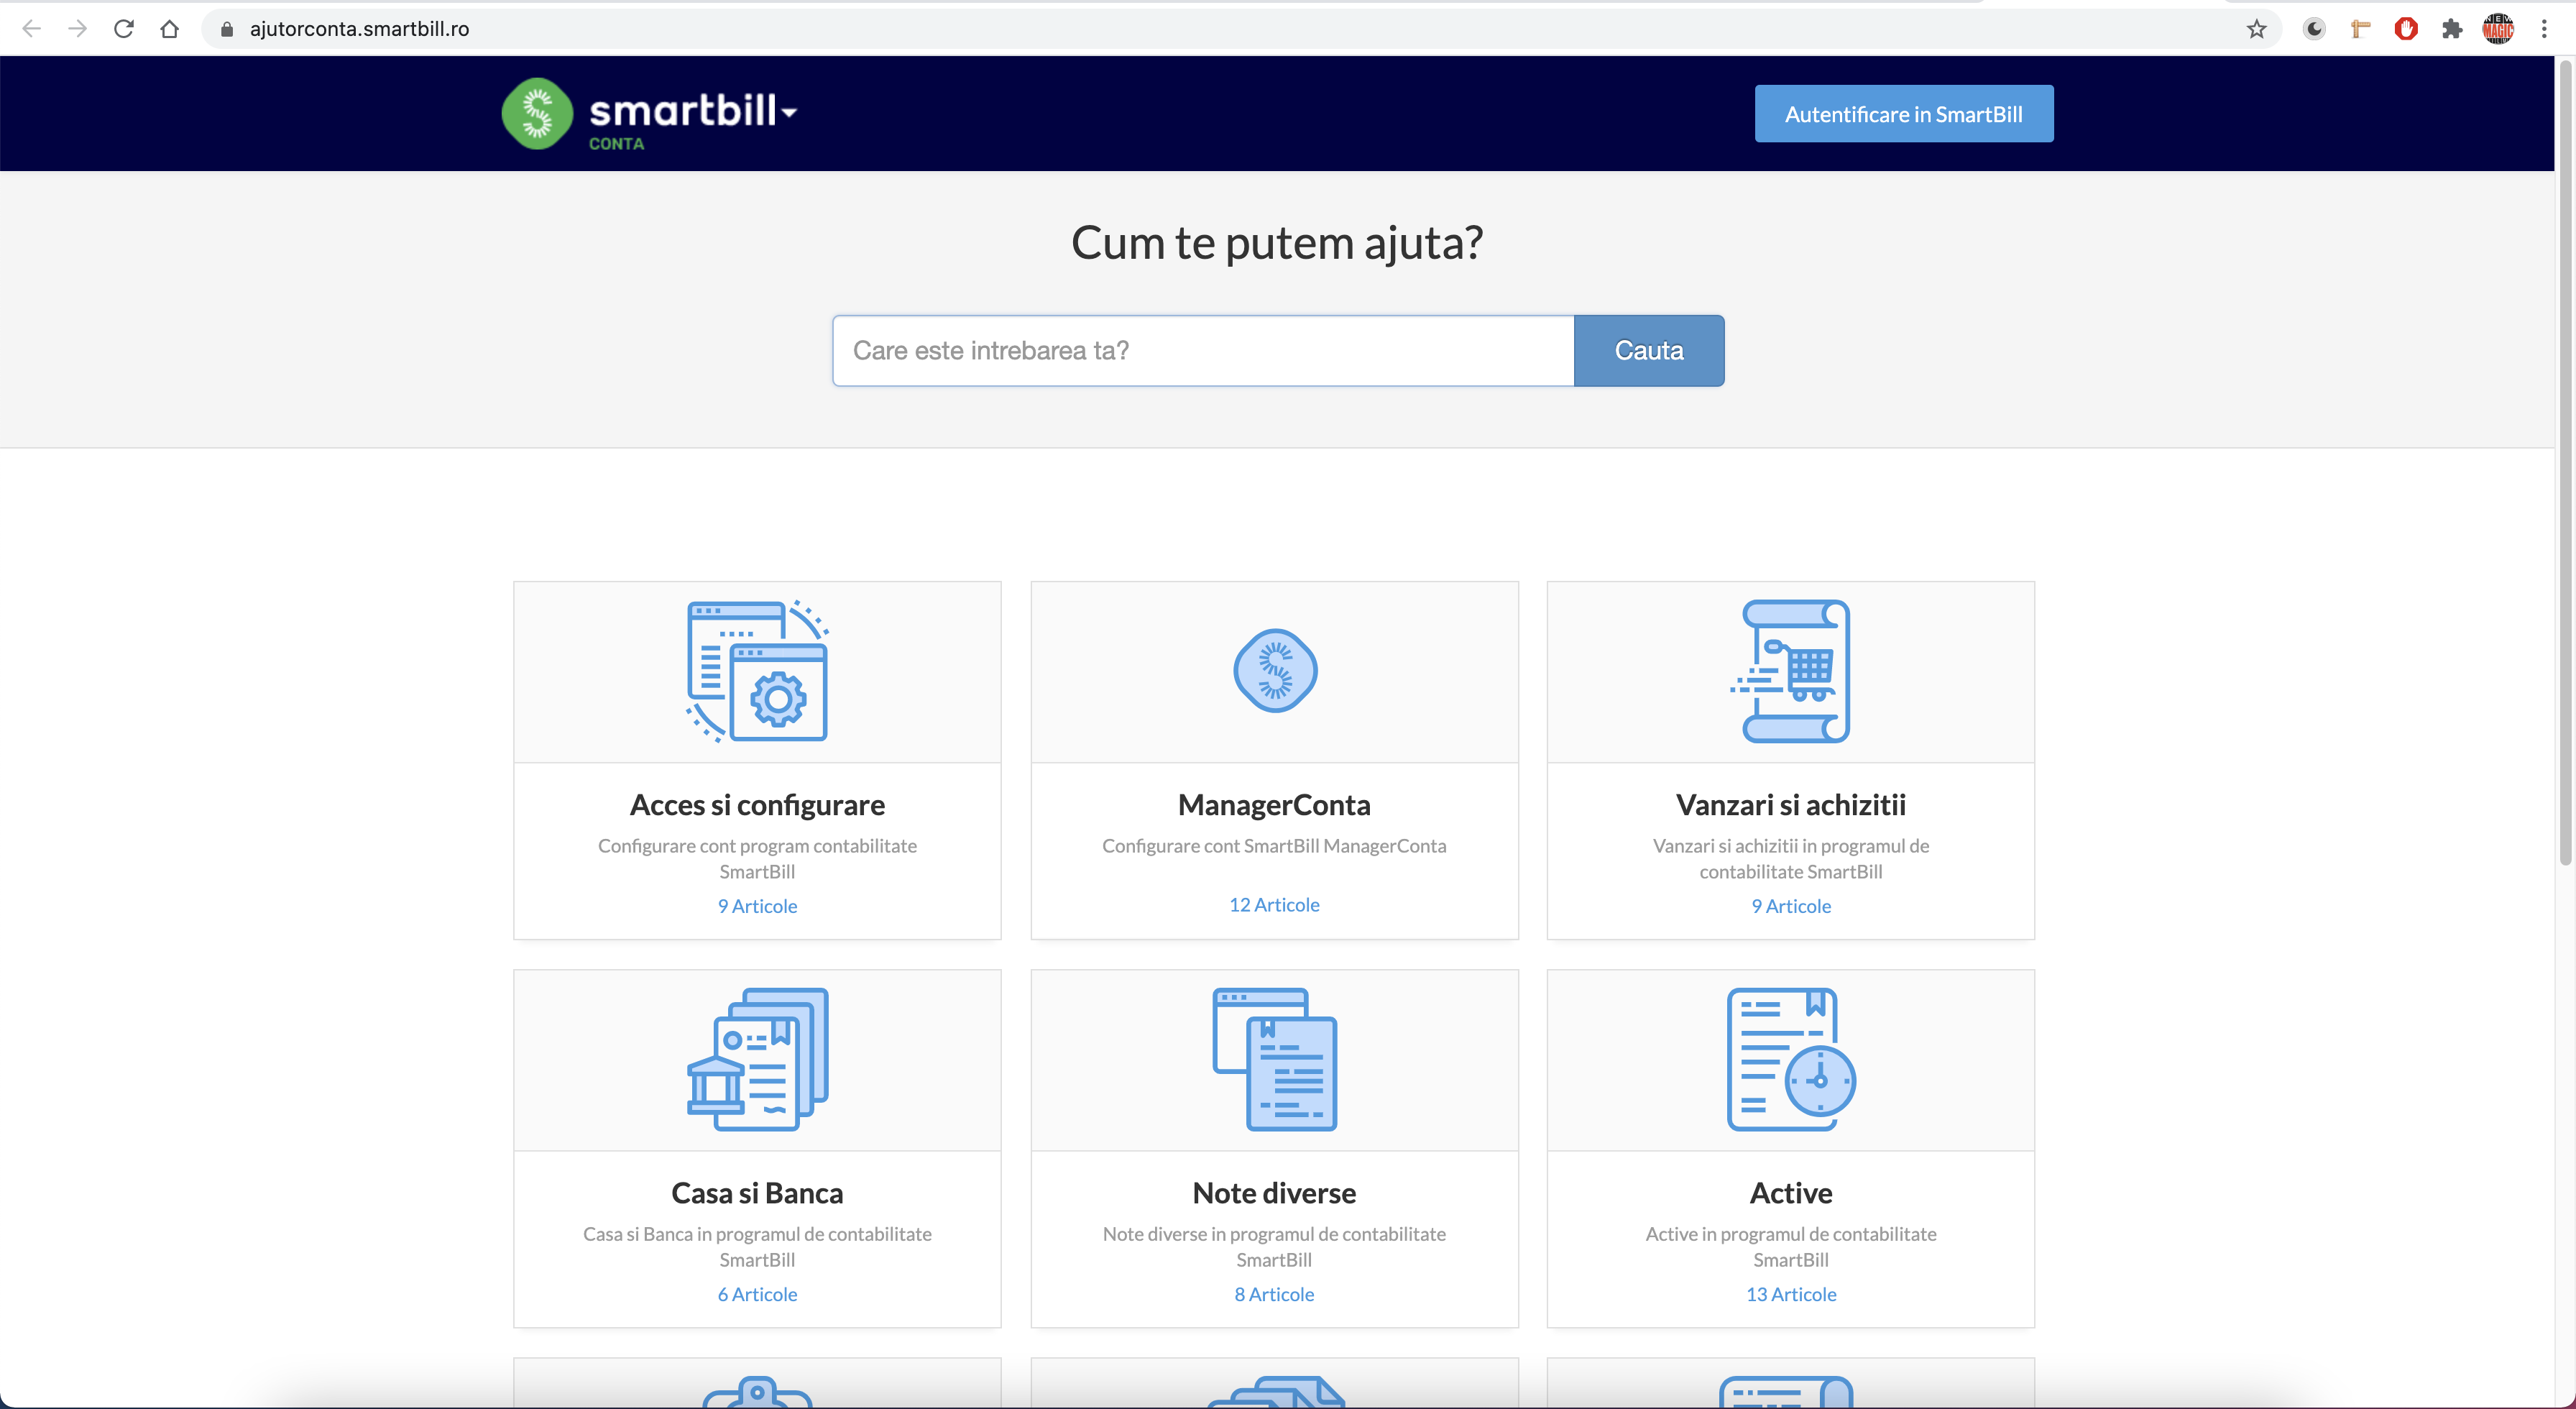 ajutorconta.smartbill.ro
NEW
MAGIC
smartbill
CONTA
Autentificare in SmartBill
Cum te putem ajuta?
Care este intrebarea ta?
Cauta
Acces si configurare
Configurare cont program contabilitate
SmartBill
9 Articole
ManagerConta
Configurare cont SmartBill ManagerConta
12 Articole
Vanzari si achizitii
Vanzari si achizitii in programul de
contabilitate SmartBill
9 Articole
Casa si Banca
Casa si Banca in programul de contabilitate
SmartBill
6 Articole
Note diverse
Note diverse in programul de contabilitate
SmartBill
8 Articole
Active
Active in programul de contabilitate
SmartBill
13 Articole